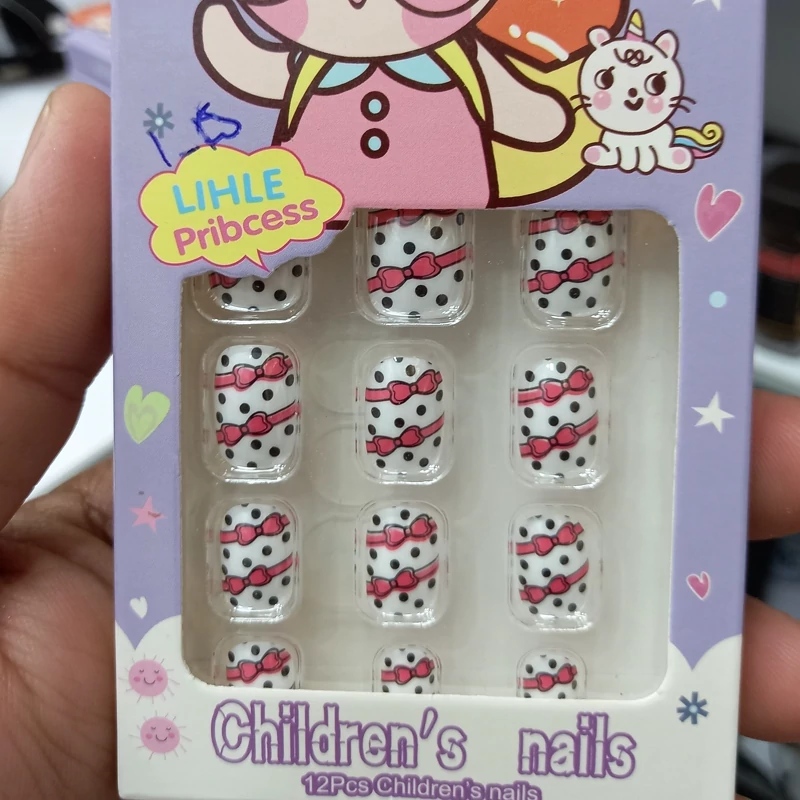 LIHLE
Pribcess
Children's nails
12Pcs Children's nails